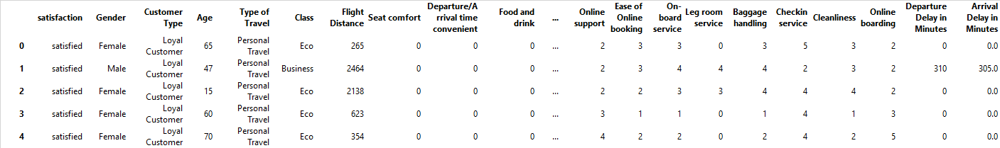 satisfaction Gender Customer Type Age Type of Travel Class Flight Distance Seat comfort Departure/Arrival time convenient Food and drink ... Online support Ease of Online booking On-board service Leg room service Baggage handling Checkin service Cleanliness Online boarding Departure Delay in Minutes Arrival Delay in Minutes
0 satisfied Female Loyal Customer 65 Personal Travel Eco 265 0 0 0 ... 2 3 3 0 3 5 3 2 0 0.0
1 satisfied Male Loyal Customer 47 Personal Travel Business 2464 0 0 0 ... 2 3 4 4 4 2 3 2 310 305.0
2 satisfied Female Loyal Customer 15 Personal Travel Eco 2138 0 0 0 ... 2 2 3 3 4 4 4 2 0 0.0
3 satisfied Female Loyal Customer 60 Personal Travel Eco 623 0 0 0 ... 3 1 1 0 1 4 1 3 0 0.0
4 satisfied Female Loyal Customer 70 Personal Travel Eco 354 0 0 0 ... 4 2 2 0 2 4 2 5 0 0.0